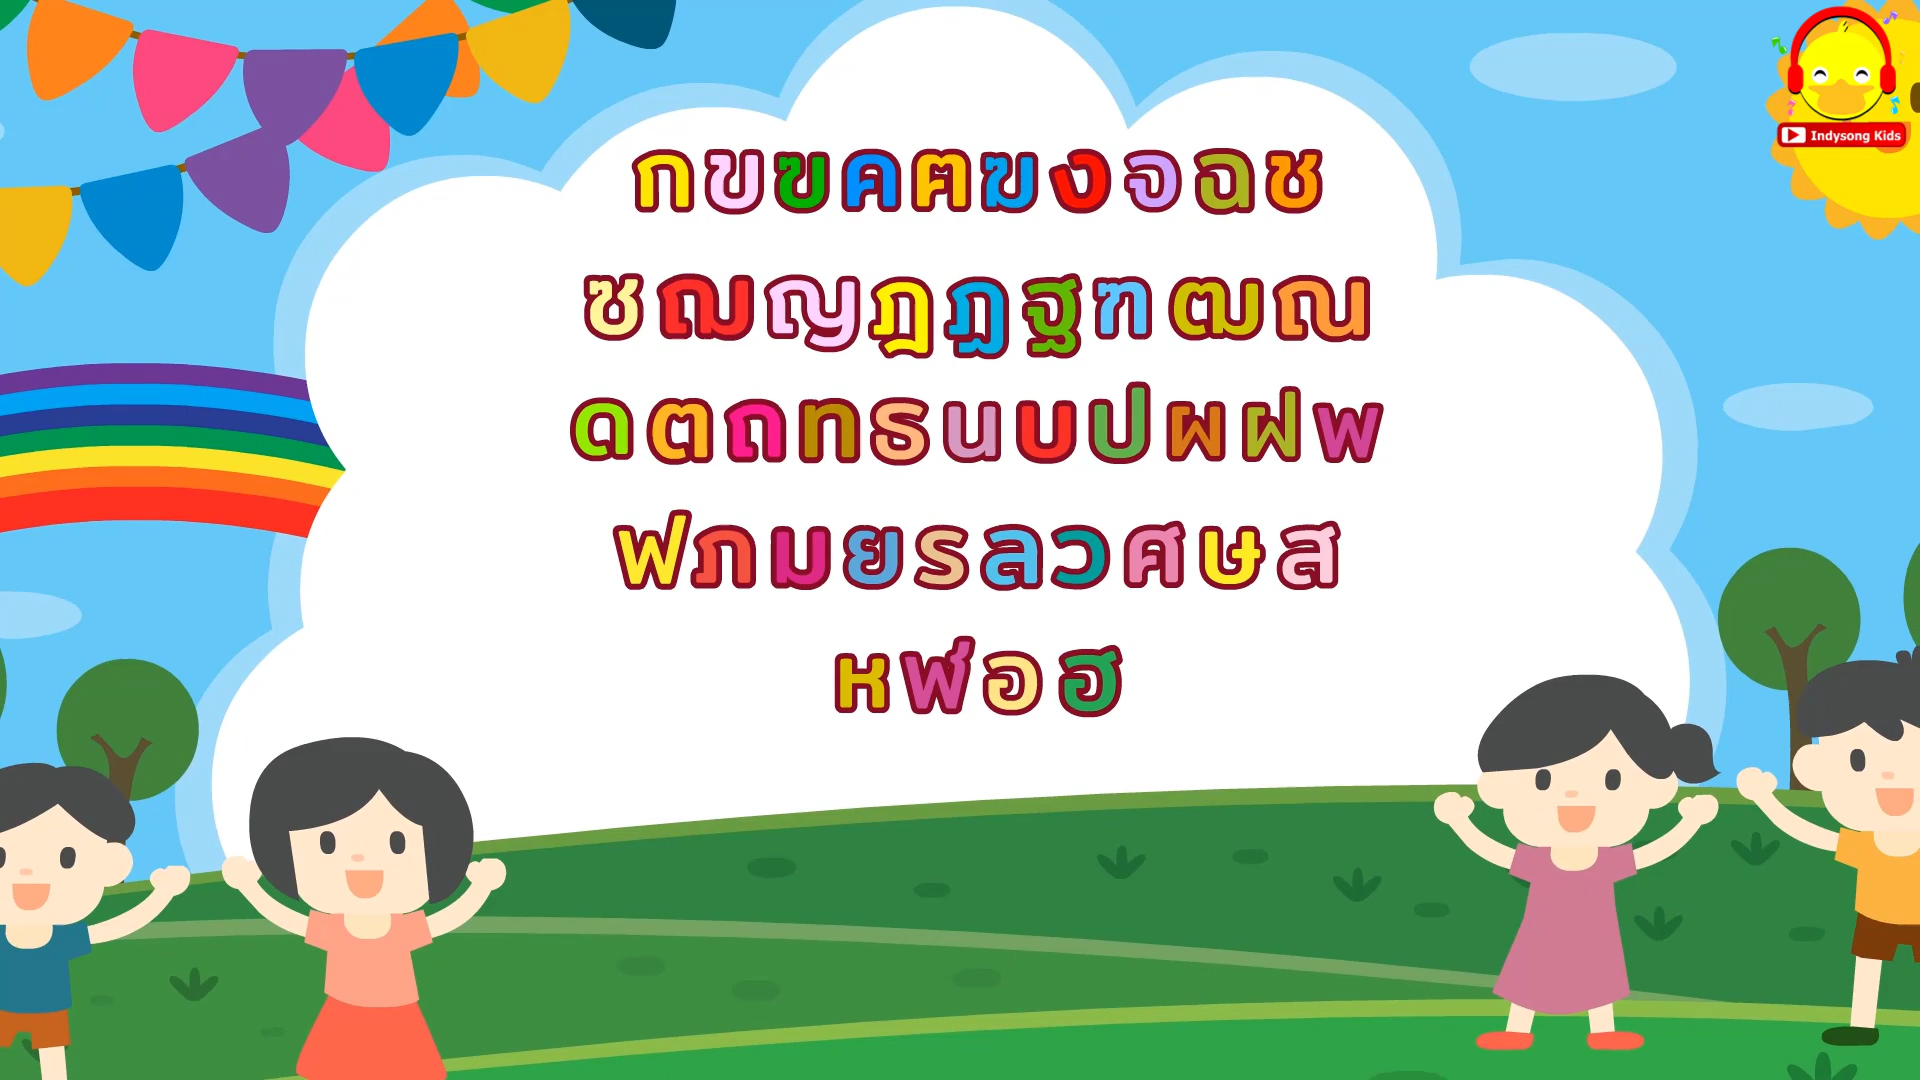 กขฃคฅฆงจฉช
ซฌญฎฏฐฑฒณ
ดตถทธนบปผฝพ
ฟภมยรลวศษส
หฬอฮ
Indysong Kids